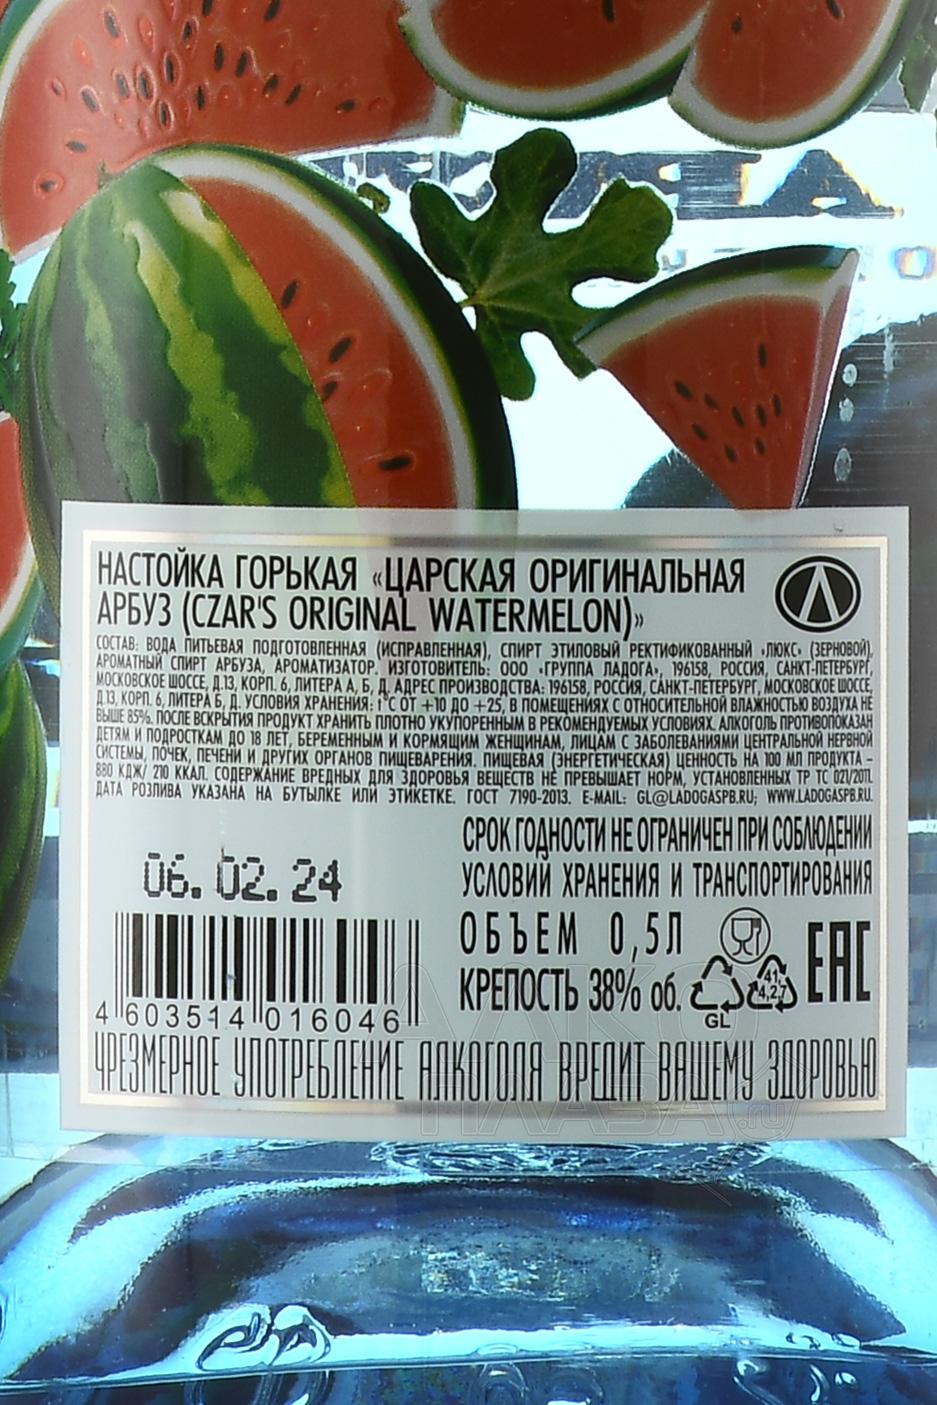 НАСТОЙКА ГОРЬКАЯ «ЦАРСКАЯ ОРИГИНАЛЬНАЯ
АРБУЗ (CZAR'S ORIGINAL WATERMELON)»
СОСТАВ: ВОДА ПИТЬЕВАЯ ПОДГОТОВЛЕННАЯ (ИСПРАВЛЕННАЯ), СПИРТ ЭТИЛОВЫЙ РЕКТИФИКОВАННЫЙ «ЛЮКС» (ЗЕРНОВОЙ),
АРОМАТНЫЙ СПИРТ АРБУЗА, АРОМАТИЗАТОР. ИЗГОТОВИТЕЛЬ: ООО «ГРУППА ЛАДОГА», 196158, РОССИЯ, САНКТ-ПЕТЕРБУРГ,
МОСКОВСКОЕ ШОССЕ, Д.13, КОРП. 6, ЛИТЕРА А, Б, Д. АДРЕС ПРОИЗВОДСТВА: 196158, РОССИЯ, САНКТ-ПЕТЕРБУРГ, МОСКОВСКОЕ ШОССЕ,
Д.13, КОРП. 6, ЛИТЕРА Б, Д. УСЛОВИЯ ХРАНЕНИЯ: t°С ОТ +10 ДО +25, В ПОМЕЩЕНИЯХ С ОТНОСИТЕЛЬНОЙ ВЛАЖНОСТЬЮ ВОЗДУХА НЕ
ВЫШЕ 85%. ПОСЛЕ ВСКРЫТИЯ ПРОДУКТ ХРАНИТЬ ПЛОТНО УКУПОРЕННЫМ В РЕКОМЕНДУЕМЫХ УСЛОВИЯХ. АЛКОГОЛЬ ПРОТИВОПОКАЗАН
ДЕТЯМ И ПОДРОСТКАМ ДО 18 ЛЕТ, БЕРЕМЕННЫМ И КОРМЯЩИМ ЖЕНЩИНАМ, ЛИЦАМ С ЗАБОЛЕВАНИЯМИ ЦЕНТРАЛЬНОЙ НЕРВНОЙ
СИСТЕМЫ, ПОЧЕК, ПЕЧЕНИ И ДРУГИХ ОРГАНОВ ПИЩЕВАРЕНИЯ. ПИЩЕВАЯ (ЭНЕРГЕТИЧЕСКАЯ) ЦЕННОСТЬ НА 100 МЛ ПРОДУКТА –
880 КДЖ/ 210 ККАЛ. СОДЕРЖАНИЕ ВРЕДНЫХ ДЛЯ ЗДОРОВЬЯ ВЕЩЕСТВ НЕ ПРЕВЫШАЕТ НОРМ, УСТАНОВЛЕННЫХ ТР ТС 021/2011.
ДАТА РОЗЛИВА УКАЗАНА НА БУТЫЛКЕ ИЛИ ЭТИКЕТКЕ. ГОСТ 7190-2013. E-MAIL: GL@LADOGASPB.RU; WWW.LADOGASPB.RU.
СРОК ГОДНОСТИ НЕ ОГРАНИЧЕН ПРИ СОБЛЮДЕНИИ
УСЛОВИЙ ХРАНЕНИЯ И ТРАНСПОРТИРОВАНИЯ
06.02.24
ОБЪЕМ 0,5Л
КРЕПОСТЬ 38% об.
GL
41
4,2,7
EAC
4 603514 016046
ЧРЕЗМЕРНОЕ УПОТРЕБЛЕНИЕ АЛКОГОЛЯ ВРЕДИТ ВАШЕМУ ЗДОРОВЬЮ
АЛКО
ПЛАЗА.ru